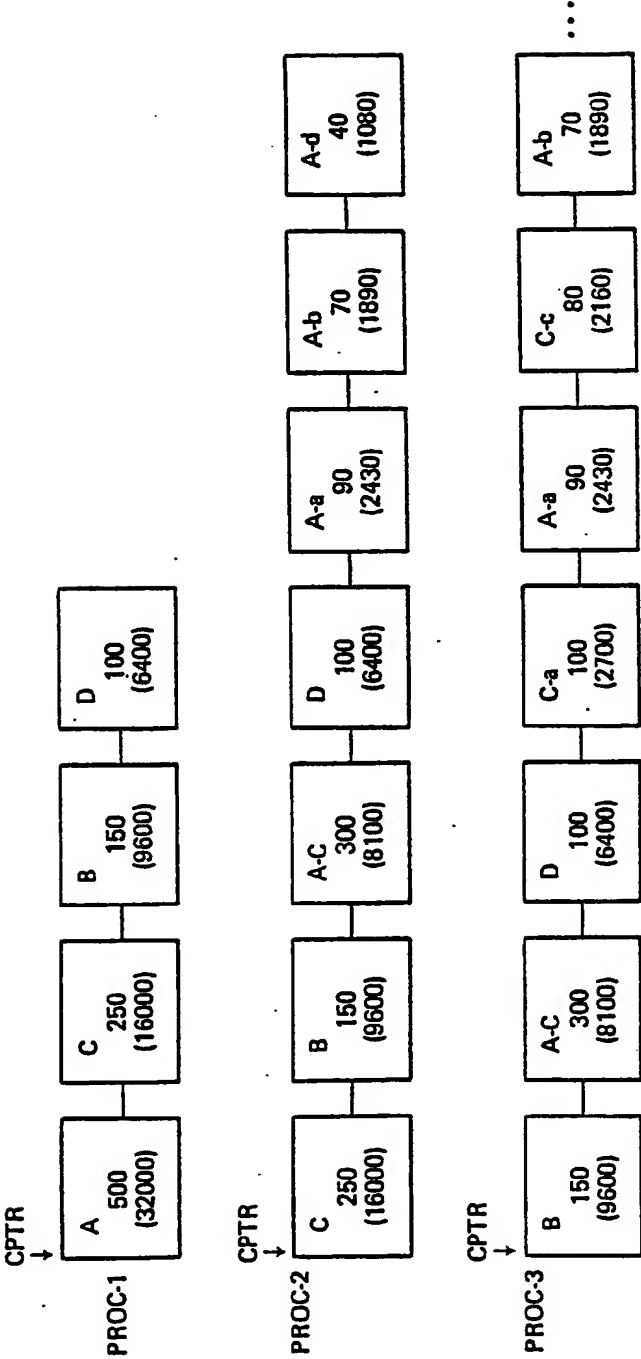 CPTR
↓
PROC-1
A
500
(32000)
C
250
(16000)
B
150
(9600)
D
100
(6400)
CPTR
↓
PROC-2
C
250
(16000)
B
150
(9600)
A-C
300
(8100)
D
100
(6400)
A-a
90
(2430)
A-b
70
(1890)
A-d
40
(1080)
CPTR
↓
PROC-3
B
150
(9600)
A-C
300
(8100)
D
100
(6400)
C-a
100
(2700)
A-a
90
(2430)
C-c
80
(2160)
A-b
70
(1890)
...